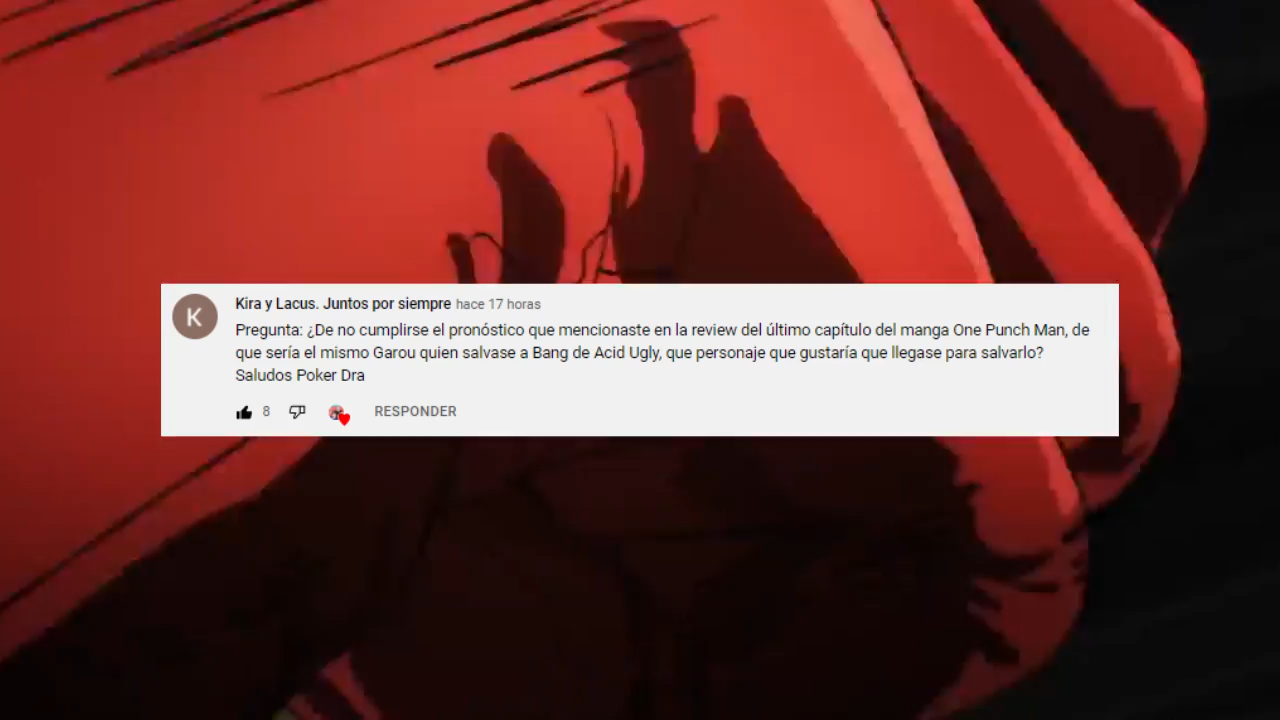 K
Kira y Lacus. Juntos por siempre hace 17 horas
Pregunta: ¿De no cumplirse el pronóstico que mencionaste en la review del último capítulo del manga One Punch Man, de
que sería el mismo Garou quien salvase a Bang de Acid Ugly, que personaje que gustaría que llegase para salvarlo?
Saludos Poker Dra
8 RESPONDER